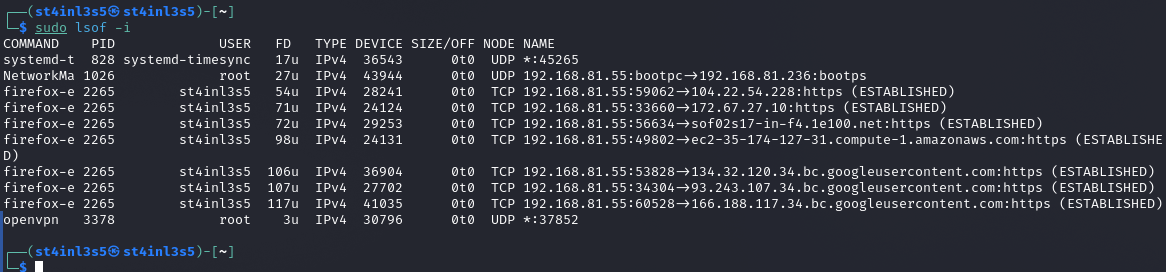 ┌──(st4inl3s5㉿st4inl3s5)-[~]
└─$ sudo lsof -i
COMMAND    PID            USER   FD   TYPE DEVICE SIZE/OFF NODE NAME
systemd-t  828 systemd-timesync   17u  IPv4  36543      0t0  UDP *:45265
NetworkMa 1026            root   27u  IPv4  43944      0t0  UDP 192.168.81.55:bootpc→192.168.81.236:bootps
firefox-e 2265       st4inl3s5   54u  IPv4  28241      0t0  TCP 192.168.81.55:59062→104.22.54.228:https (ESTABLISHED)
firefox-e 2265       st4inl3s5   71u  IPv4  24124      0t0  TCP 192.168.81.55:33660→172.67.27.10:https (ESTABLISHED)
firefox-e 2265       st4inl3s5   72u  IPv4  29253      0t0  TCP 192.168.81.55:56634→sof02s17-in-f4.1e100.net:https (ESTABLISHED)
firefox-e 2265       st4inl3s5   98u  IPv4  24131      0t0  TCP 192.168.81.55:49802→ec2-35-174-127-31.compute-1.amazonaws.com:https (ESTABLISHE
D)
firefox-e 2265       st4inl3s5  106u  IPv4  36904      0t0  TCP 192.168.81.55:53828→134.32.120.34.bc.googleusercontent.com:https (ESTABLISHED)
firefox-e 2265       st4inl3s5  107u  IPv4  27702      0t0  TCP 192.168.81.55:34304→93.243.107.34.bc.googleusercontent.com:https (ESTABLISHED)
firefox-e 2265       st4inl3s5  117u  IPv4  41035      0t0  TCP 192.168.81.55:60528→166.188.117.34.bc.googleusercontent.com:https (ESTABLISHED)
openvpn   3378            root    3u  IPv4  30796      0t0  UDP *:37852
┌──(st4inl3s5㉿st4inl3s5)-[~]
└─$